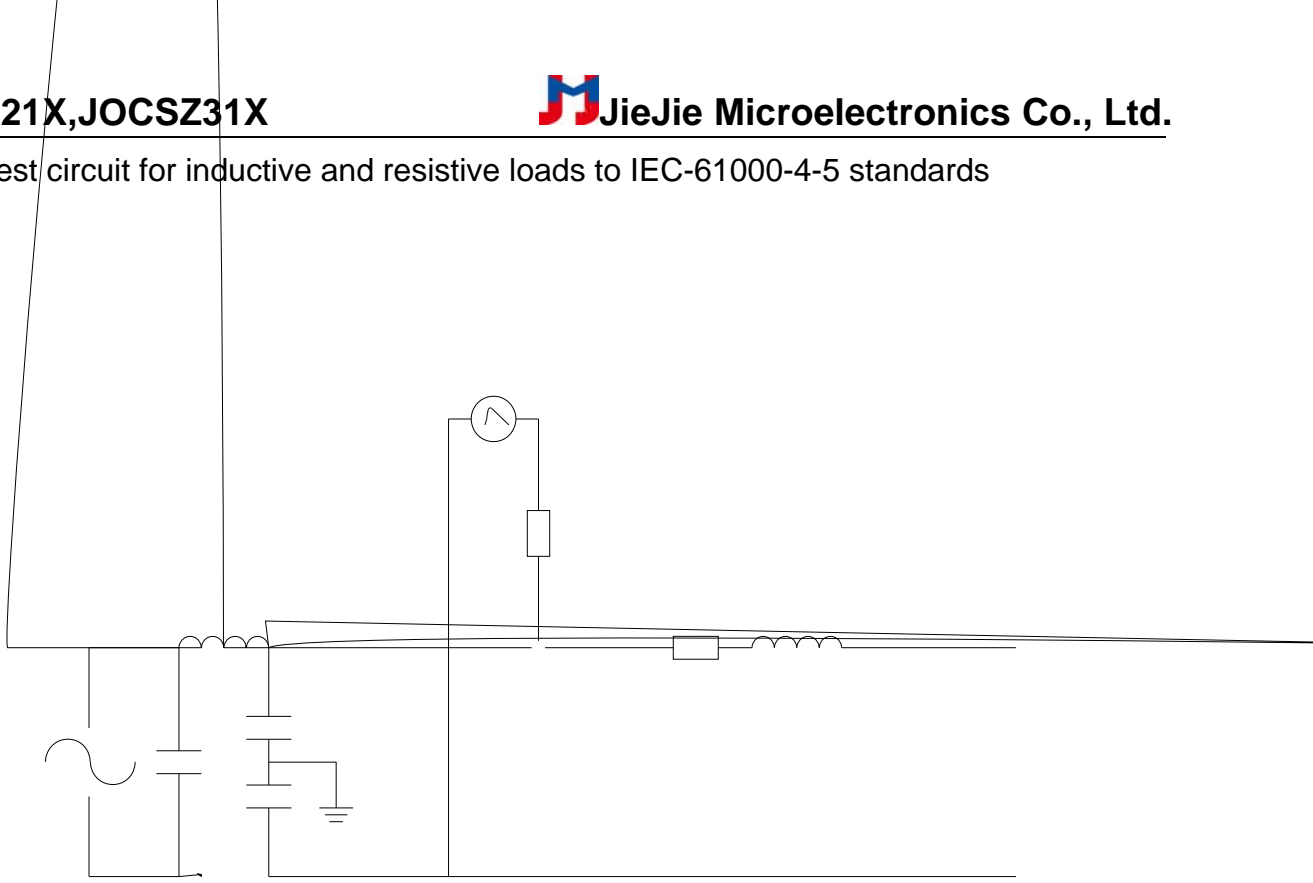 21X,JOCSZ31X JieJie Microelectronics Co., Ltd.
est circuit for inductive and resistive loads to IEC-61000-4-5 standards